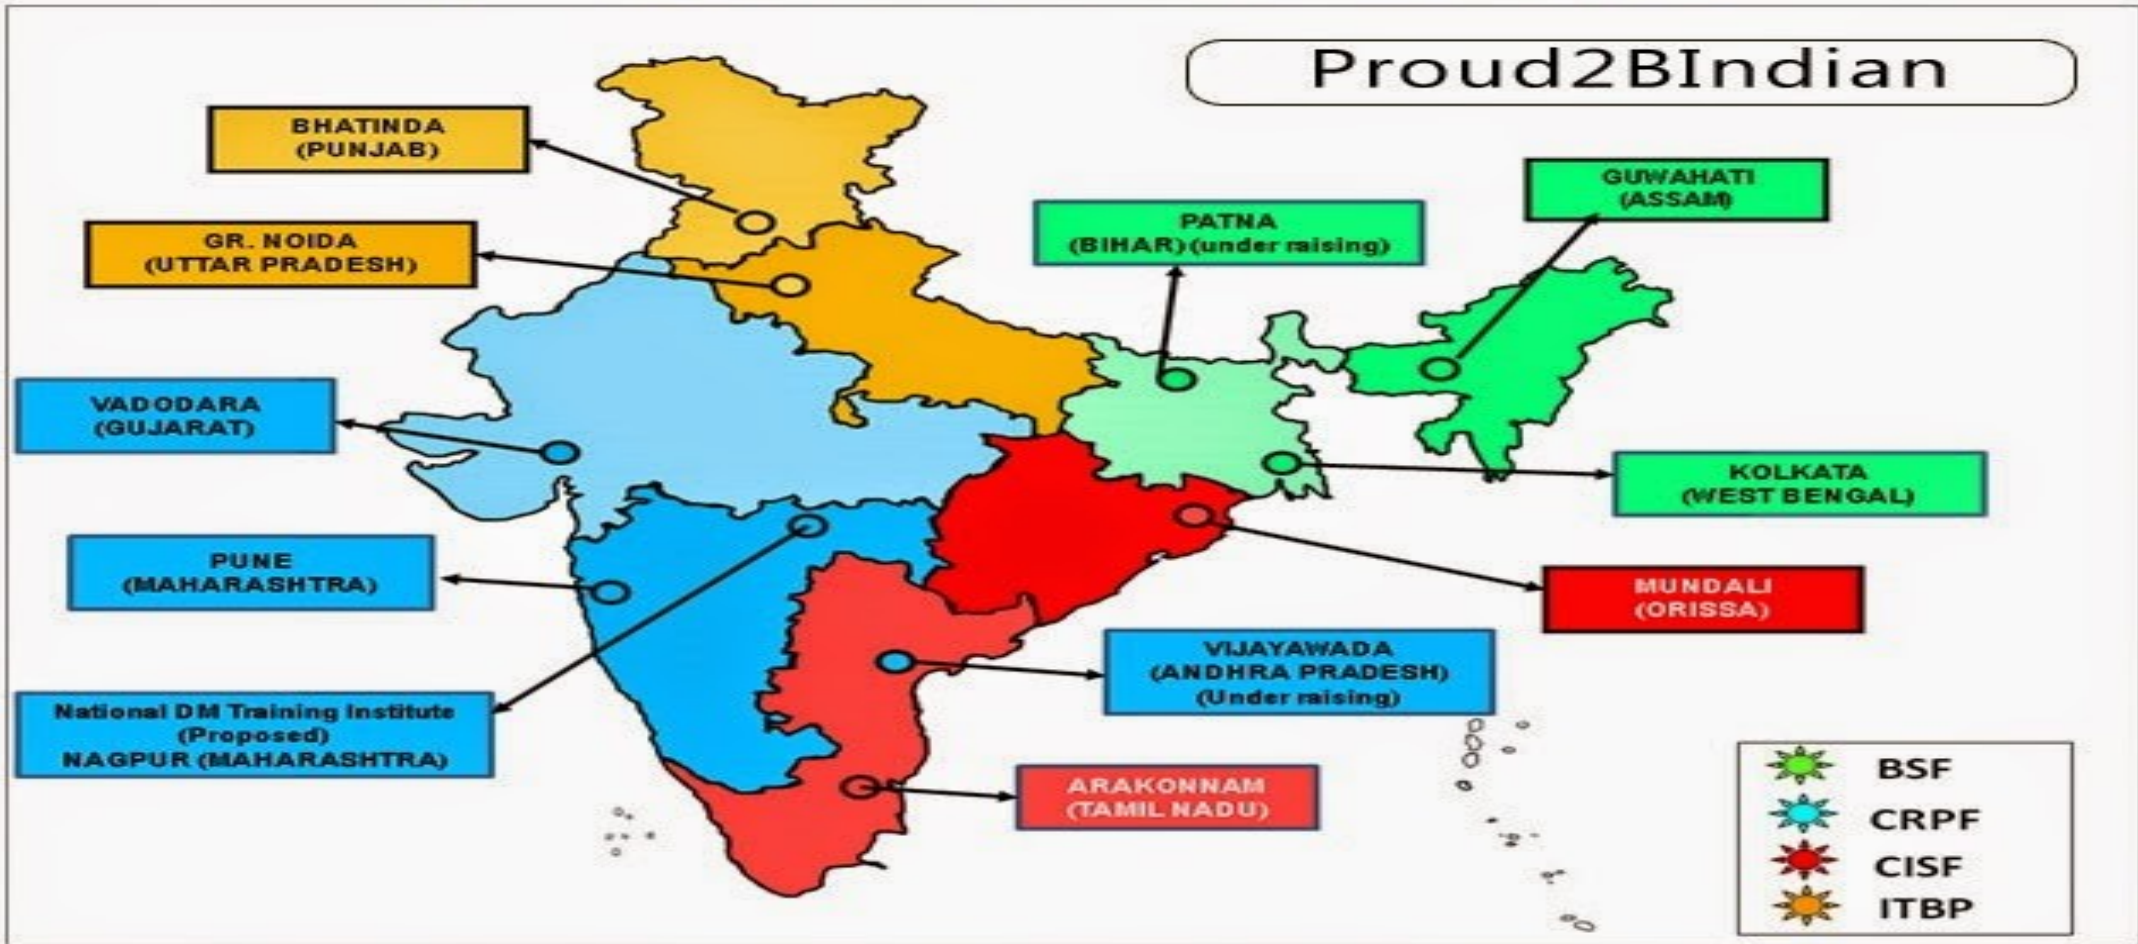 Proud2BIndian
BHATINDA
(PUNJAB)
GUWAHATI
(ASSAM)
PATNA
(BIHAR)(under raising)
GR. NOIDA
(UTTAR PRADESH)
VADODARA
(GUJARAT)
KOLKATA
(WEST BENGAL)
PUNE
(MAHARASHTRA)
MUNDALI
(ORISSA)
VIJAYAWADA
(ANDHRA PRADESH)
(Under raising)
National DM Training Institute
(Proposed)
NAGPUR (MAHARASHTRA)
ARAKONNAM
(TAMIL NADU)
BSF
CRPF
CISF
ITBP